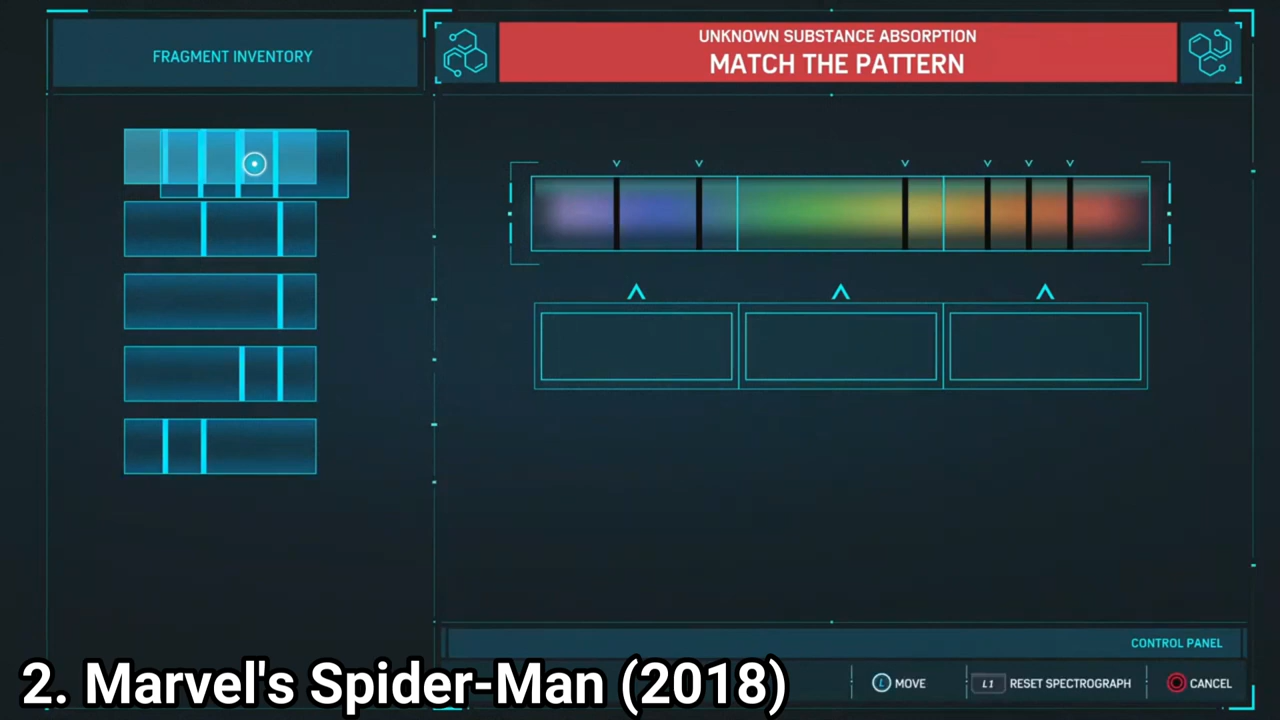 FRAGMENT INVENTORY
UNKNOWN SUBSTANCE ABSORPTION
MATCH THE PATTERN
CONTROL PANEL
L MOVE
L1 RESET SPECTROGRAPH
CANCEL
2. Marvel's Spider-Man (2018)